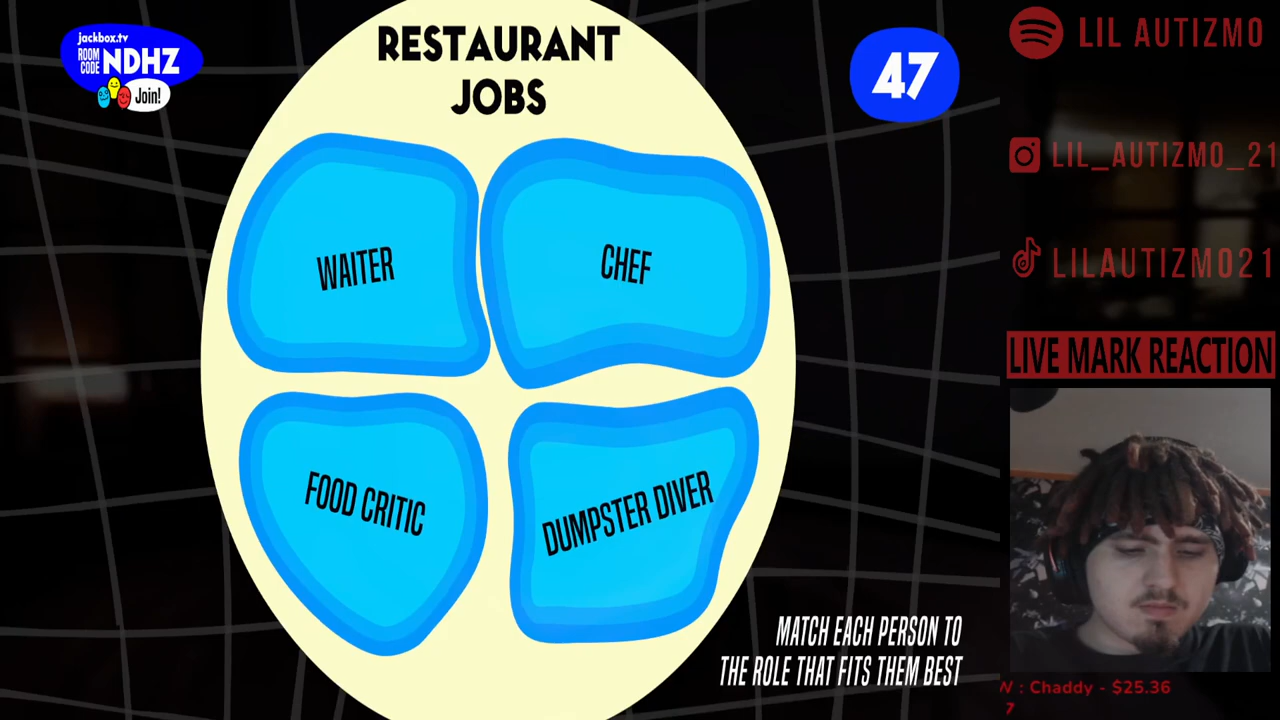 jackbox.tv
ROOM CODE NDHZ
Join!
RESTAURANT
JOBS
47
WAITER
CHEF
FOOD CRITIC
DUMPSTER DIVER
MATCH EACH PERSON TO
THE ROLE THAT FITS THEM BEST
LIL AUTIZMO
LIL_AUTIZMO_21
LILAUTIZMO21
LIVE MARK REACTION
: Chaddy - $25.36
7